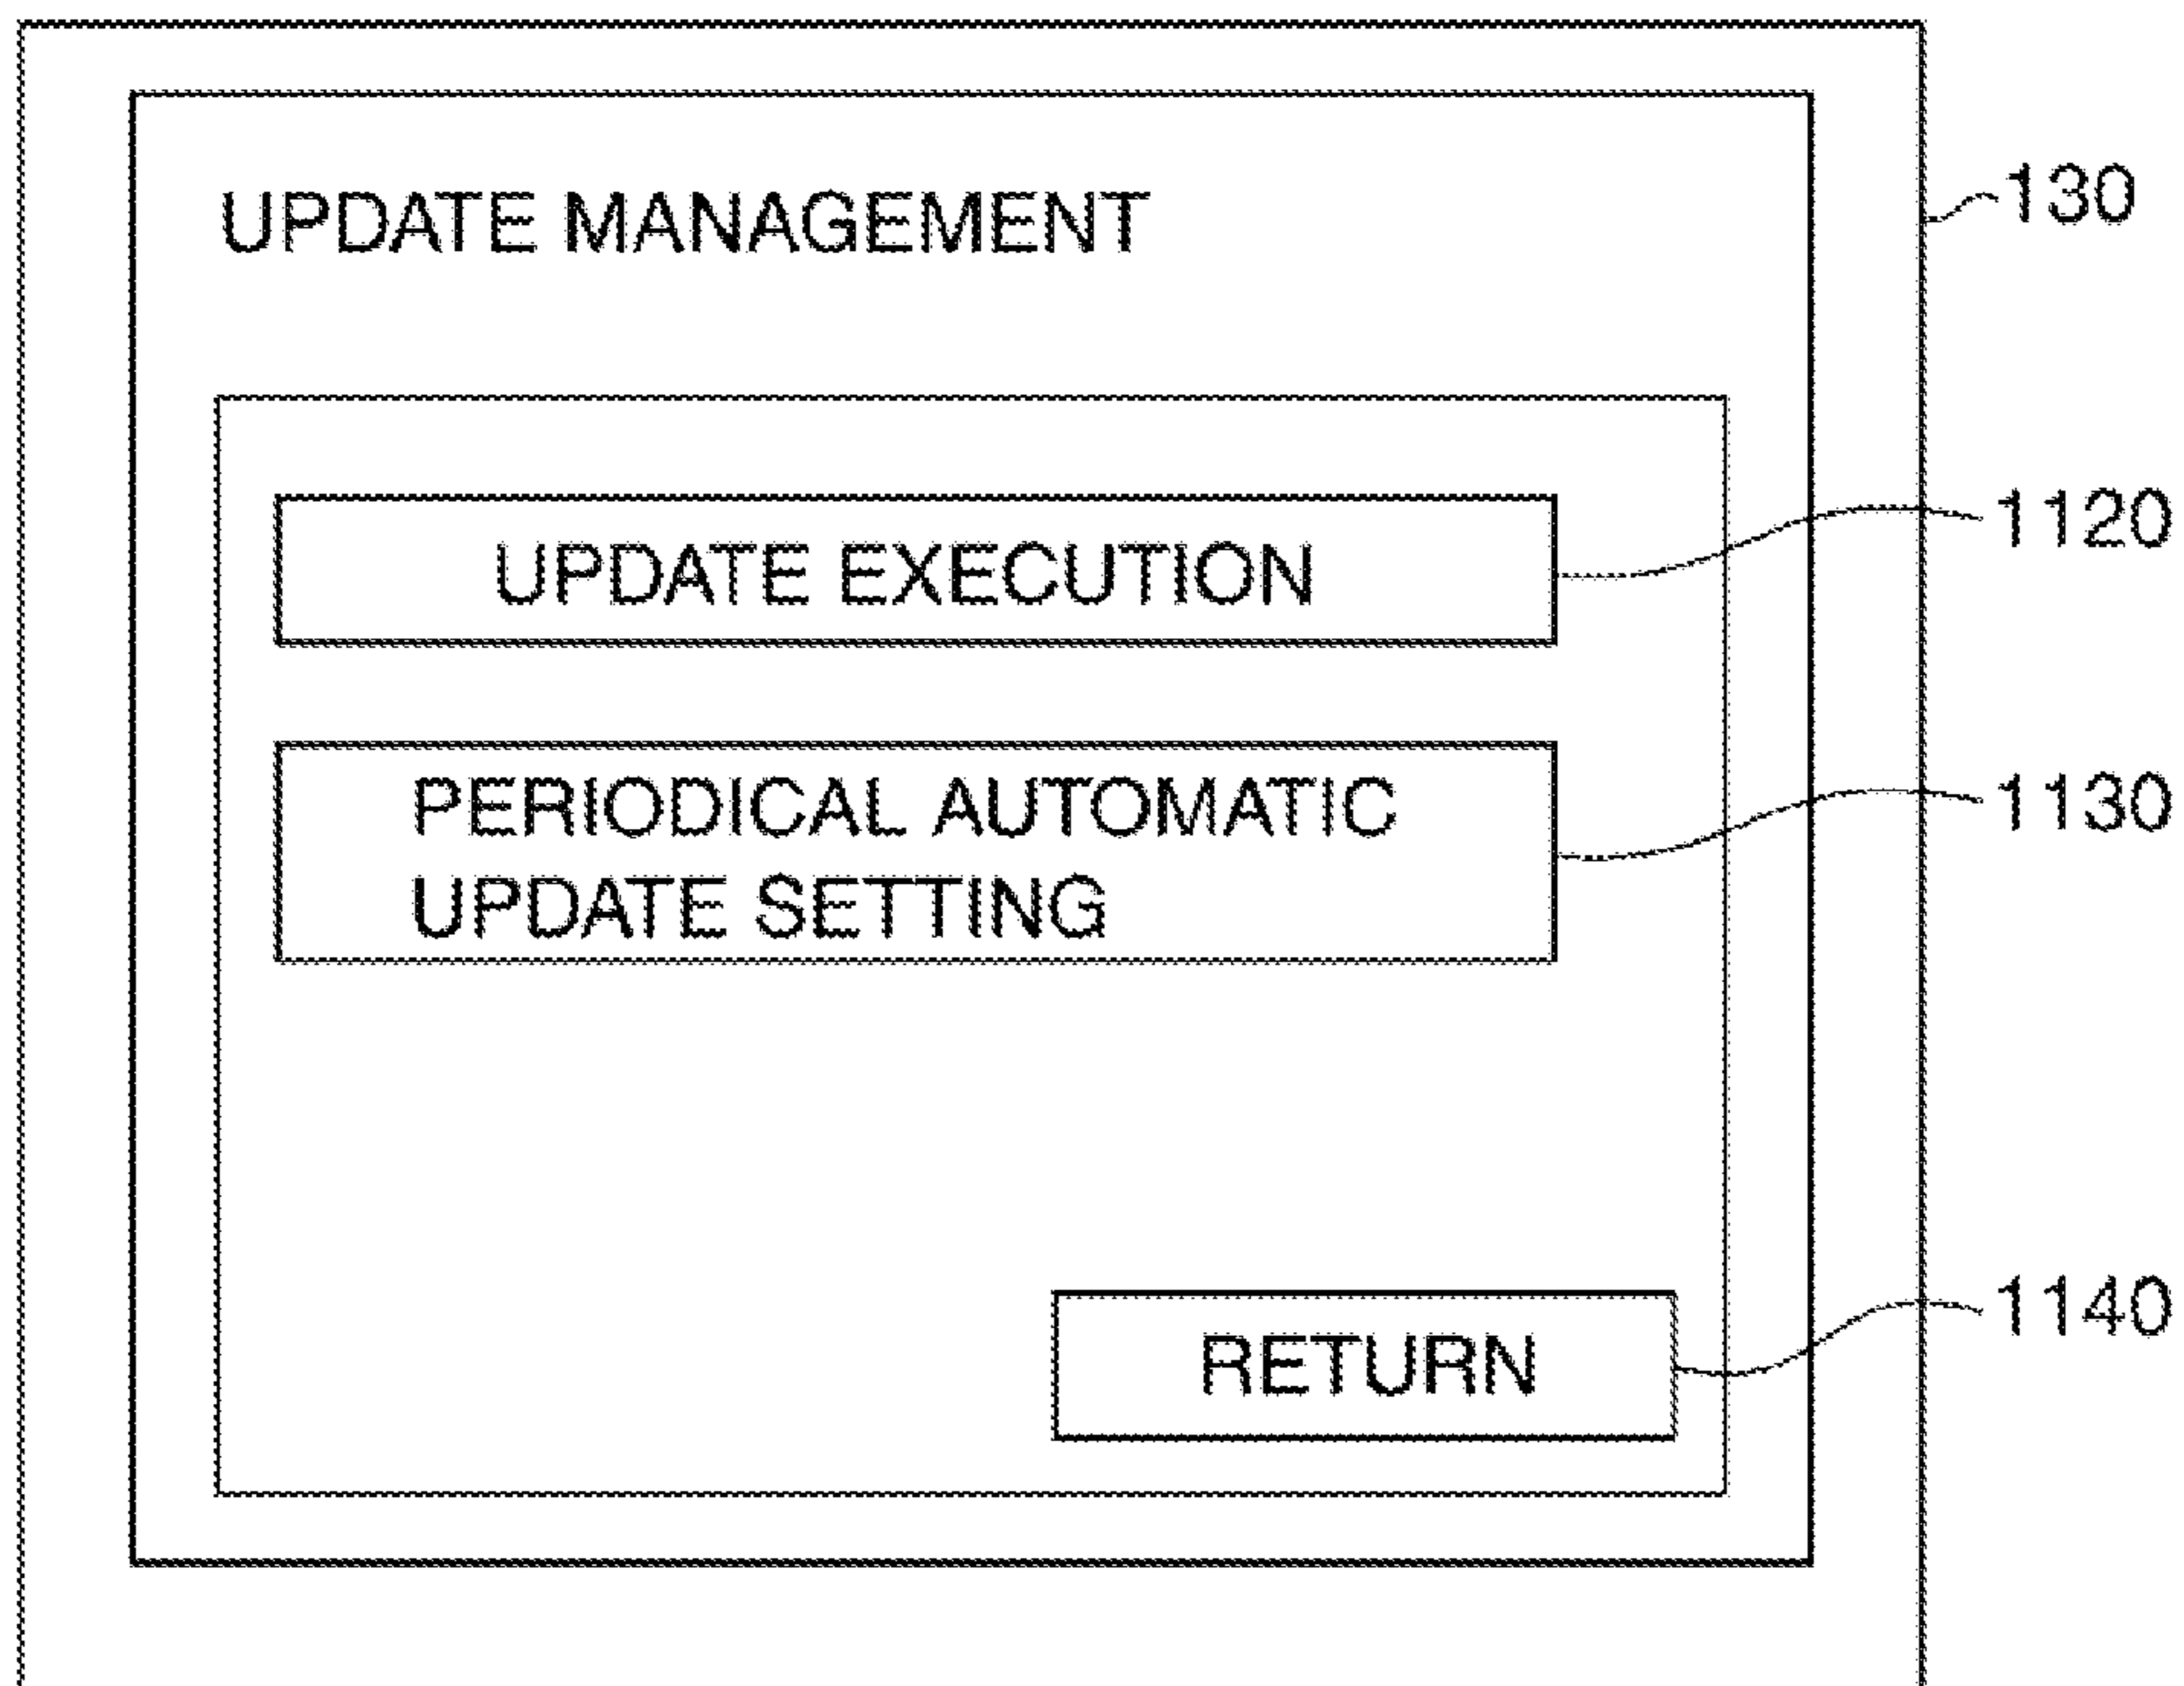 UPDATE MANAGEMENT
130
UPDATE EXECUTION
1120
PERIODICAL AUTOMATIC
UPDATE SETTING
1130
RETURN
1140